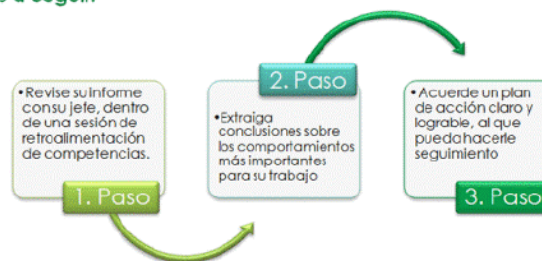 a seguir
• Revise su informe
con su jefe, dentro
de una sesión de
retroalimentación
de competencias.
1. Paso
2. Paso
•Extraiga
conclusiones sobre
los comportamientos
más importantes
para su trabajo
• Acuerde un plan
de acción claro y
lograble, al que
pueda hacerle
seguimiento
3. Paso